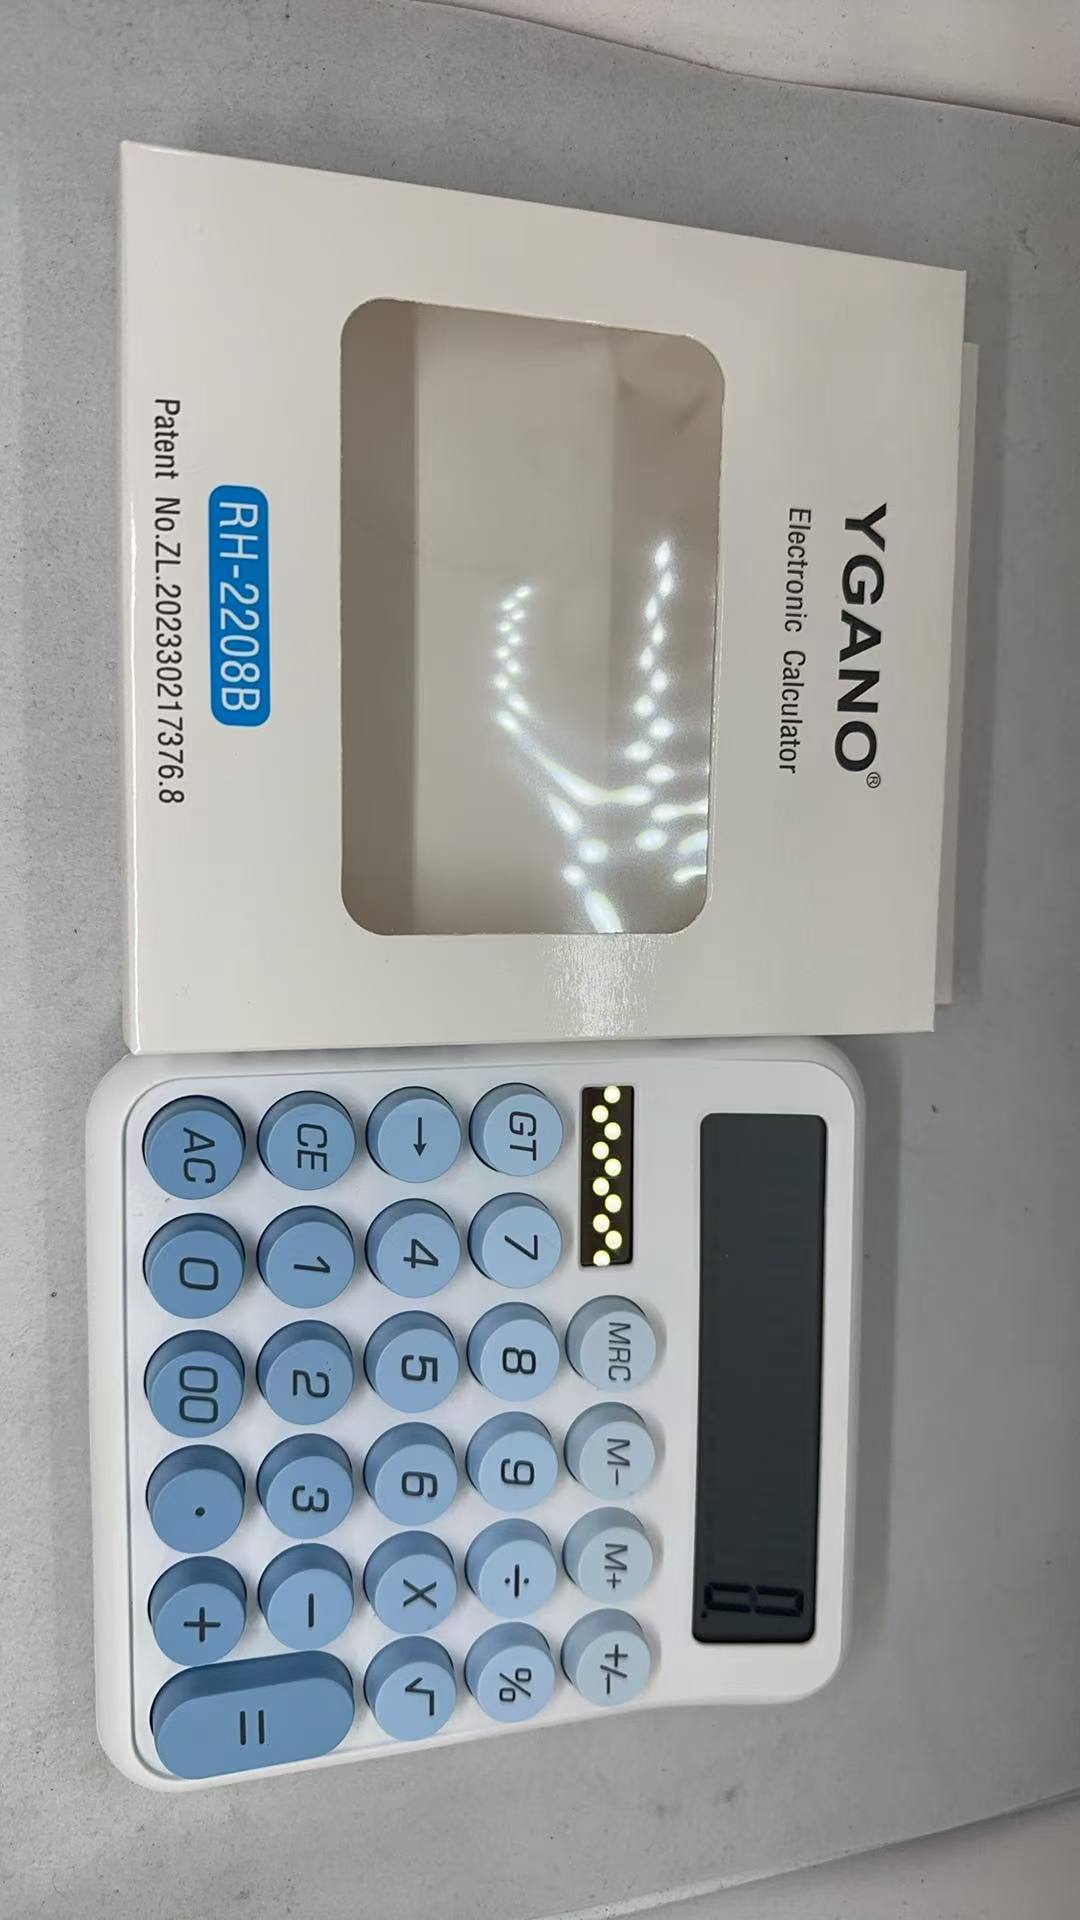 YGANO®
Electronic Calculator
RH-2208B
Patent No.ZL.202330217376.8
0.
MRC M- M+ +/-
GT 7 8 9 ÷ %
→ 4 5 6 X √
CE 1 2 3 −
AC 0 00 . + =